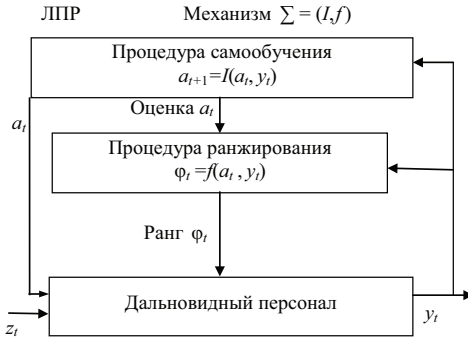 ЛПР Механизм ∑ = (I,f)
Процедура самообучения
a_{t+1}=I(a_t, y_t)
Оценка a_t
a_t
Процедура ранжирования
φ_t =f(a_t , y_t)
Ранг φ_t
Дальновидный персонал
z_t
y_t